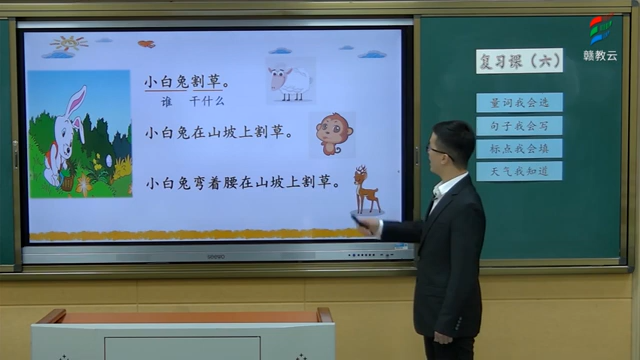 小白兔割草。
谁 干什么
小白兔在山坡上割草。
小白兔弯着腰在山坡上割草。
复习课（六）
量词我会选
句子我会写
标点我会填
天气我知道
赣教云